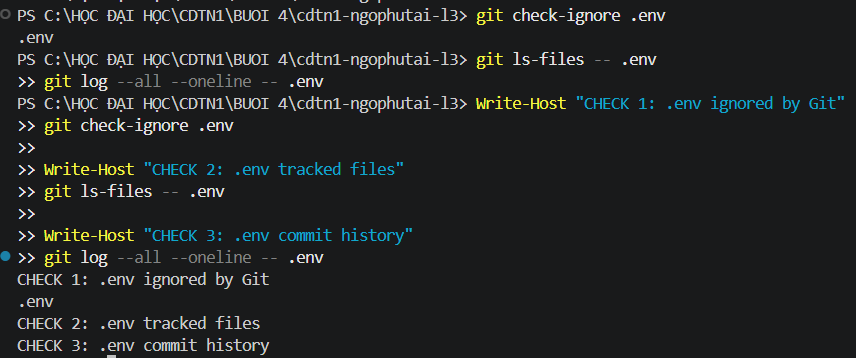 PS C:\HỌC ĐẠI HỌC\CDTN1\BUOI 4\cdtn1-ngophutai-l3> git check-ignore .env
.env
PS C:\HỌC ĐẠI HỌC\CDTN1\BUOI 4\cdtn1-ngophutai-l3> git ls-files -- .env
>> git log --all --oneline -- .env
PS C:\HỌC ĐẠI HỌC\CDTN1\BUOI 4\cdtn1-ngophutai-l3> Write-Host "CHECK 1: .env ignored by Git"
>> git check-ignore .env
>>
>> Write-Host "CHECK 2: .env tracked files"
>> git ls-files -- .env
>>
>> Write-Host "CHECK 3: .env commit history"
>> git log --all --oneline -- .env
CHECK 1: .env ignored by Git
.env
CHECK 2: .env tracked files
CHECK 3: .env commit history